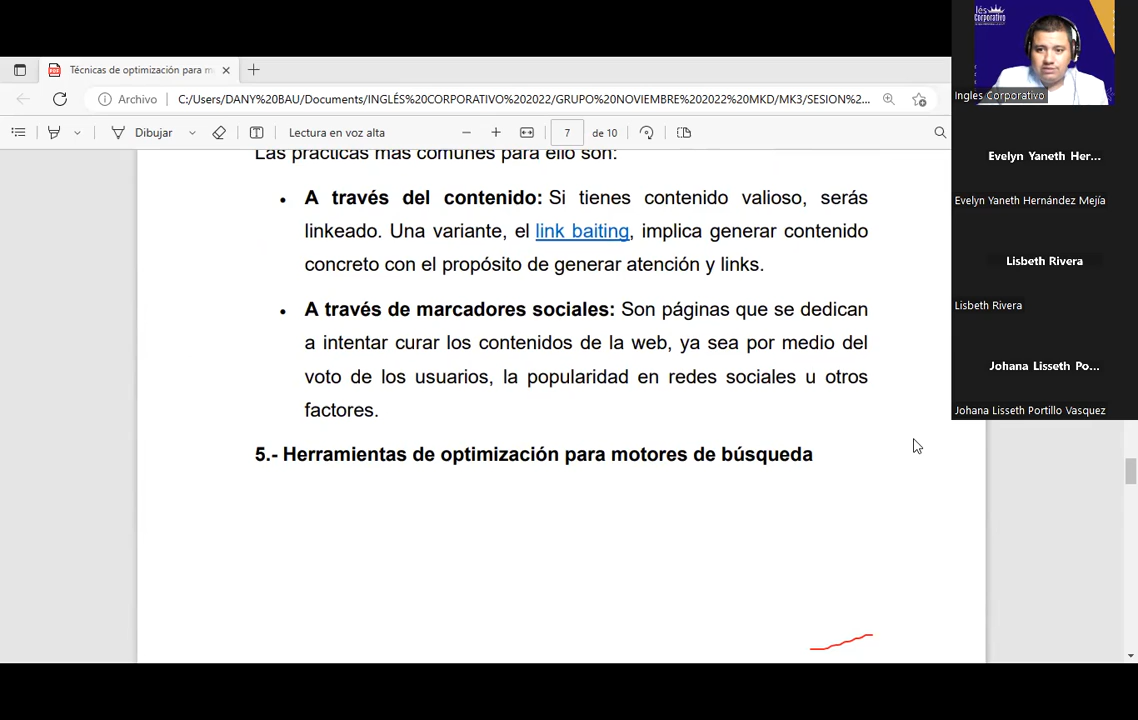 lés
Corporativo
Ingles Corporativo
Técnicas de optimización para m
Archivo
C:/Users/DANY%20BAU/Documents/INGLÉS%20CORPORATIVO%202022/GRUPO%20NOVIEMBRE%202022%20MKD/MK3/SESION%2...
Dibujar
Lectura en voz alta
7
de 10
Las prácticas más comunes para ello son:
• A través del contenido: Si tienes contenido valioso, serás
linkeado. Una variante, el link baiting, implica generar contenido
concreto con el propósito de generar atención y links.
• A través de marcadores sociales: Son páginas que se dedican
a intentar curar los contenidos de la web, ya sea por medio del
voto de los usuarios, la popularidad en redes sociales u otros
factores.
5.- Herramientas de optimización para motores de búsqueda
Evelyn Yaneth Her...
Evelyn Yaneth Hernández Mejía
Lisbeth Rivera
Lisbeth Rivera
Johana Lisseth Po...
Johana Lisseth Portillo Vasquez